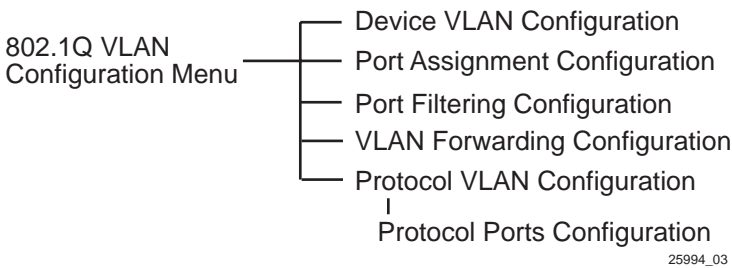 802.1Q VLAN
Configuration Menu
Device VLAN Configuration
Port Assignment Configuration
Port Filtering Configuration
VLAN Forwarding Configuration
Protocol VLAN Configuration
Protocol Ports Configuration
25994_03